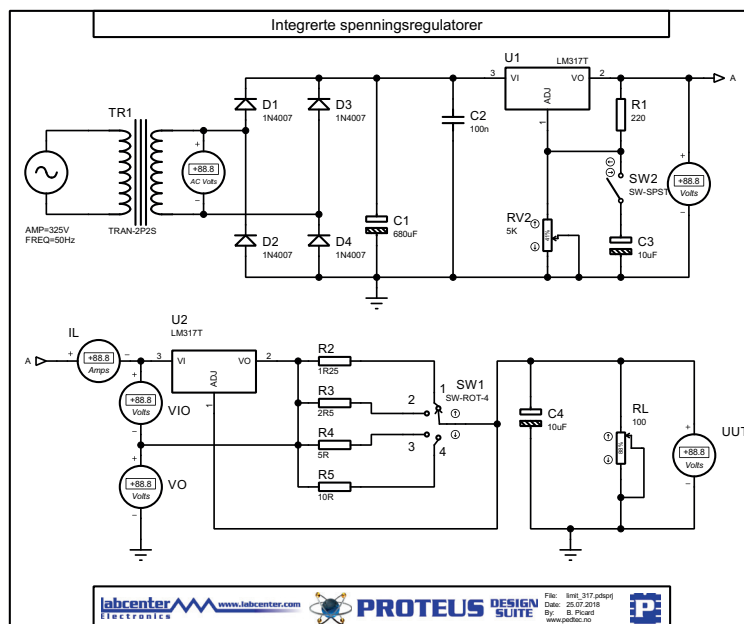 Integrerte spenningsregulatorer
TR1
TRAN-2P2S
AMP=325V
FREQ=50Hz
+88.8
AC Volts
D1
1N4007
D3
1N4007
D2
1N4007
D4
1N4007
C1
680uF
C2
100n
U1
LM317T
3
VI
VO
2
ADJ
1
R1
220
A
SW2
SW-SPST
RV2
5K
41%
C3
10uF
+88.8
Volts
A
IL
+88.8
Amps
U2
LM317T
3
VI
VO
2
ADJ
1
+88.8
Volts
VIO
+88.8
Volts
VO
R2
1R25
R3
2R5
R4
5R
R5
10R
1
2
3
4
SW1
SW-ROT-4
C4
10uF
RL
100
88%
UUT
+88.8
Volts
labcenter
Electronics
www.labcenter.com
PROTEUS DESIGN SUITE
File: limit_317.pdsprj
Date: 25.07.2018
By: B. Picard
www.pedtec.no
P